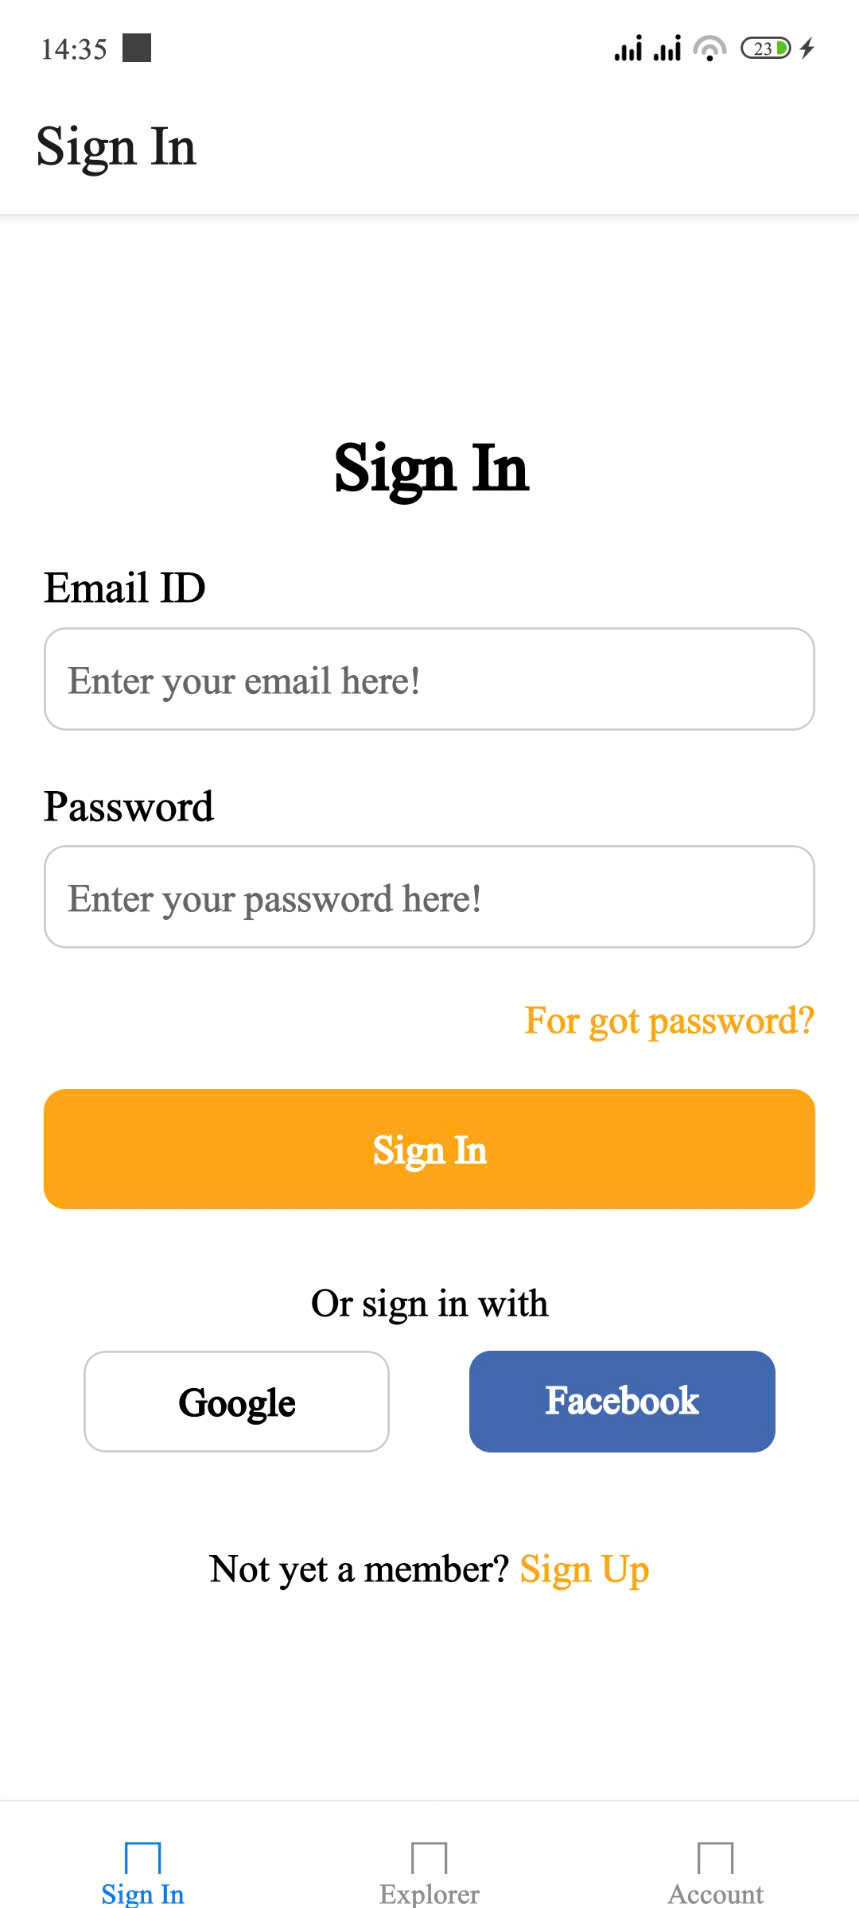 14:35
23
Sign In
Sign In
Email ID
Enter your email here!
Password
Enter your password here!
For got password?
Sign In
Or sign in with
Google Facebook
Not yet a member? Sign Up
Sign In Explorer Account